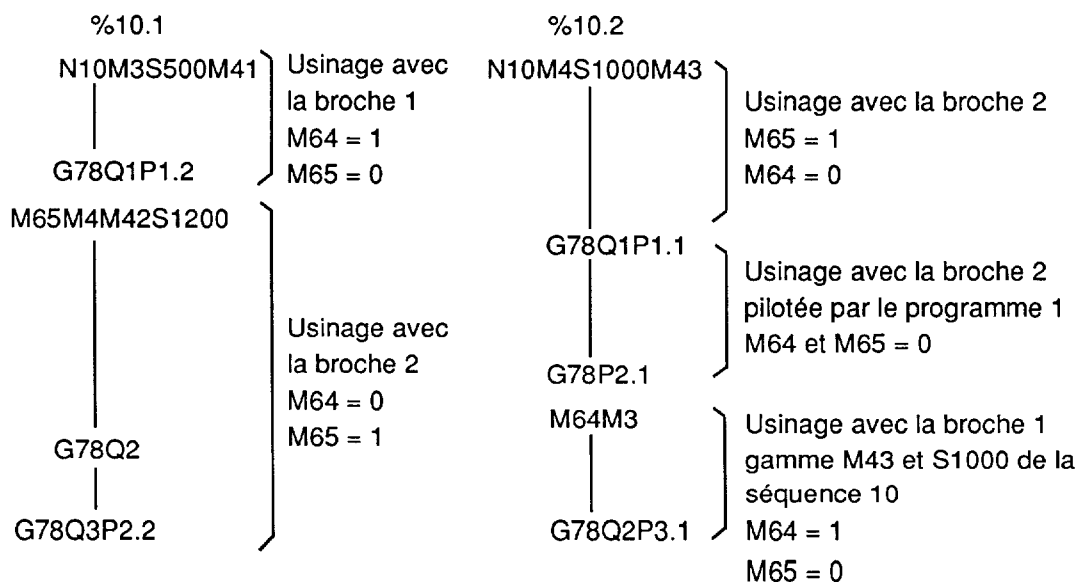 %10.1
N10M3S500M41
Usinage avec
la broche 1
M64 = 1
M65 = 0
G78Q1P1.2
M65M4M42S1200
Usinage avec
la broche 2
M64 = 0
M65 = 1
G78Q2
G78Q3P2.2
%10.2
N10M4S1000M43
Usinage avec la broche 2
M65 = 1
M64 = 0
G78Q1P1.1
Usinage avec la broche 2
pilotée par le programme 1
M64 et M65 = 0
G78P2.1
M64M3
Usinage avec la broche 1
gamme M43 et S1000 de la
séquence 10
M64 = 1
M65 = 0
G78Q2P3.1